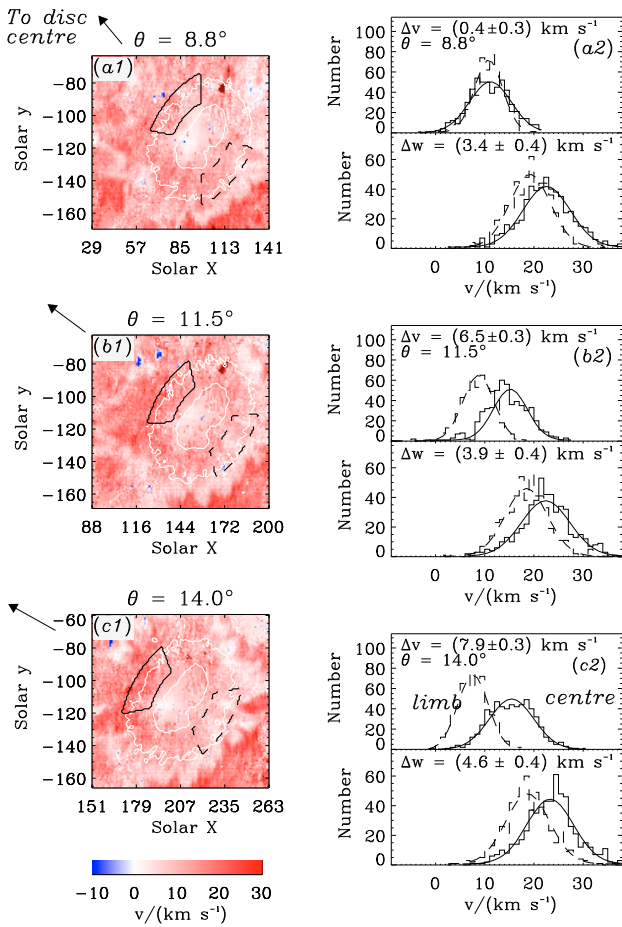 To disc
centre
θ = 8.8°
(a1)
Solar y
−80
−100
−120
−140
−160
29 57 85 113 141
Solar X
Δv = (0.4±0.3) km s⁻¹
θ = 8.8°
(a2)
Number
100
80
60
40
20
0
Δw = (3.4 ± 0.4) km s⁻¹
Number
60
40
20
0
0 10 20 30
v/(km s⁻¹)
θ = 11.5°
(b1)
Solar y
−80
−100
−120
−140
−160
88 116 144 172 200
Solar X
Δv = (6.5±0.3) km s⁻¹
θ = 11.5°
(b2)
Number
100
80
60
40
20
0
Δw = (3.9 ± 0.4) km s⁻¹
Number
60
40
20
0
0 10 20 30
v/(km s⁻¹)
θ = 14.0°
(c1)
Solar y
−60
−80
−100
−120
−140
−160
151 179 207 235 263
Solar X
Δv = (7.9±0.3) km s⁻¹
θ = 14.0°
(c2)
limb centre
Number
100
80
60
40
20
0
Δw = (4.6 ± 0.4) km s⁻¹
Number
60
40
20
0
0 10 20 30
v/(km s⁻¹)
−10 0 10 20 30
v/(km s⁻¹)